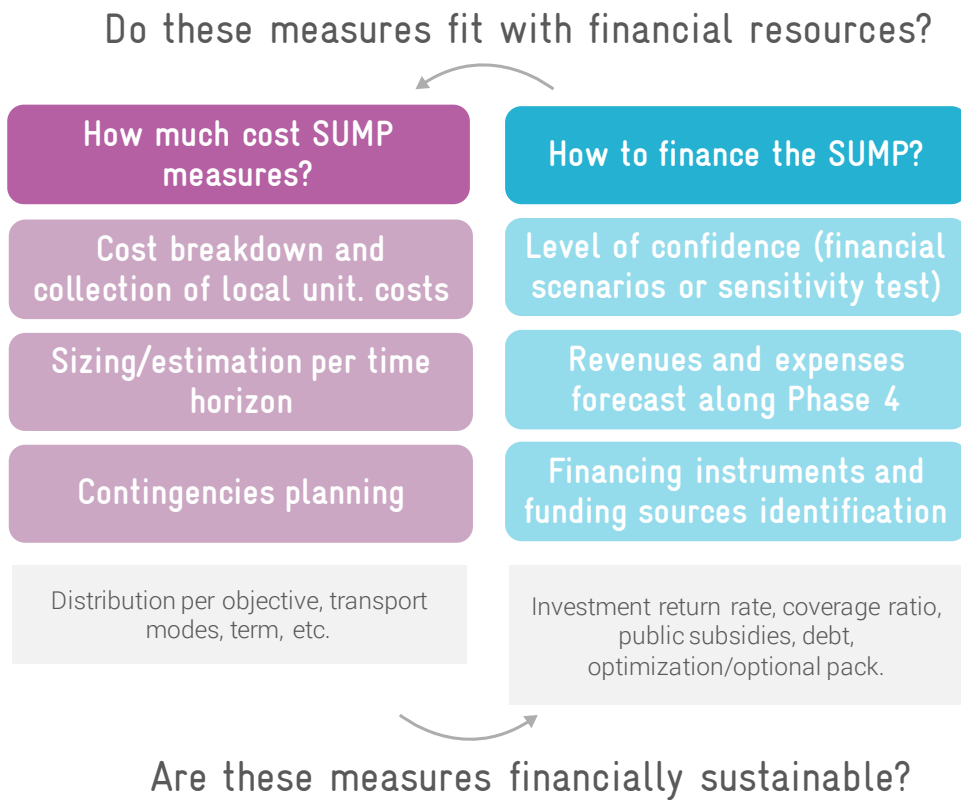 Do these measures fit with financial resources?
How much cost SUMP
measures?
Cost breakdown and
collection of local unit. costs
Sizing/estimation per time
horizon
Contingencies planning
Distribution per objective, transport
modes, term, etc.
How to finance the SUMP?
Level of confidence (financial
scenarios or sensitivity test)
Revenues and expenses
forecast along Phase 4
Financing instruments and
funding sources identification
Investment return rate, coverage ratio,
public subsidies, debt,
optimization/optional pack.
Are these measures financially sustainable?